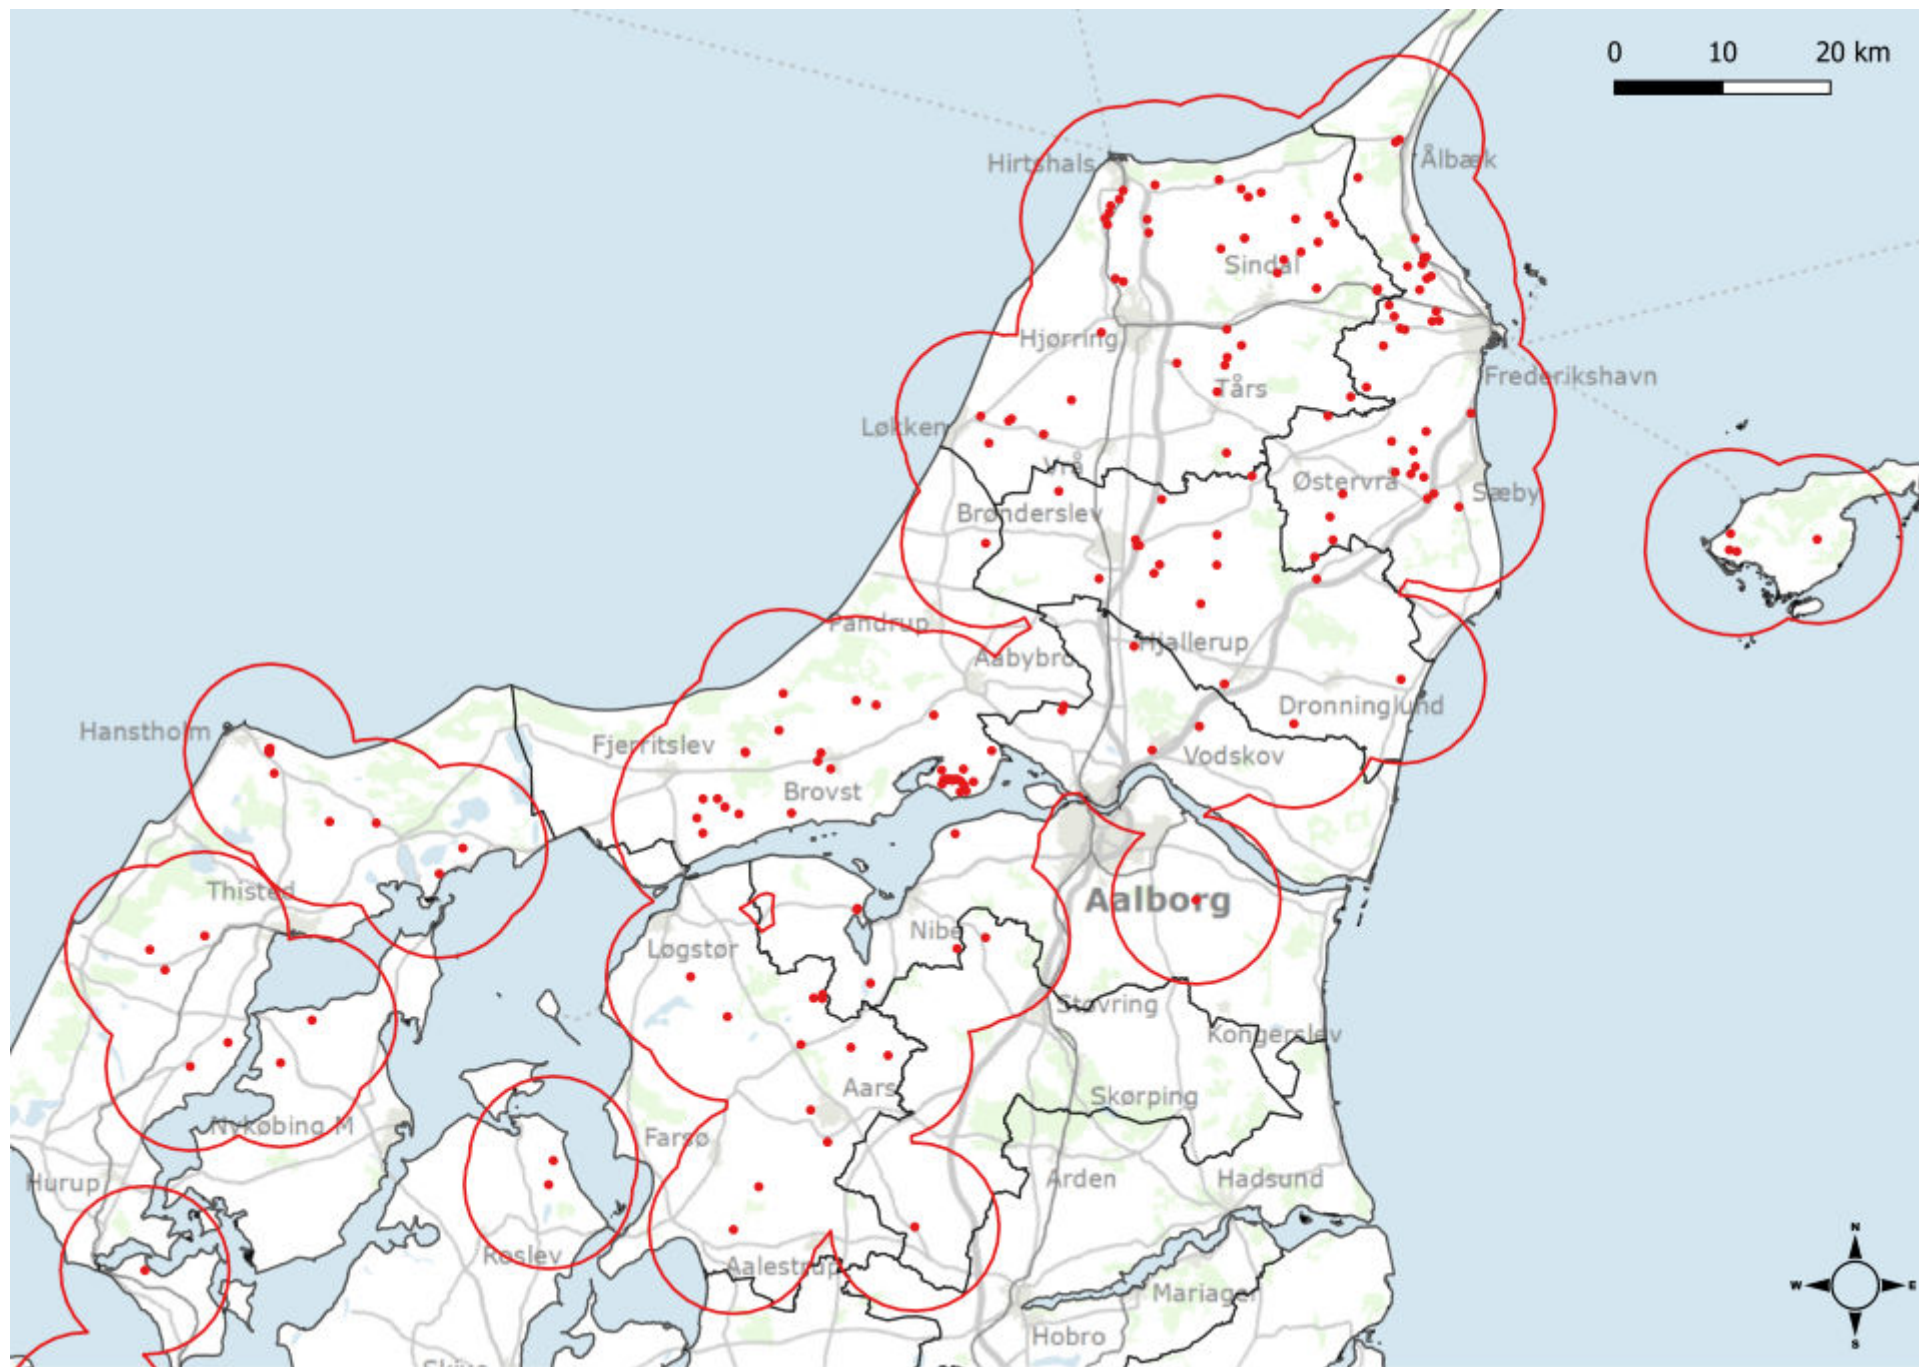 0 10 20 km
Hirtshals
Ålbæk
Sindal
Hjørring
Frederikshavn
Tårs
Løkken
Vrå
Østervrå
Sæby
Brønderslev
Pandrup
Hjallerup
Aabybro
Dronninglund
Hanstholm
Fjerritslev
Vodskov
Brovst
Thisted
Aalborg
Nibe
Løgstør
Støvring
Kongerslev
Aars
Skørping
Nykøbing M
Farsø
Hurup
Arden
Hadsund
Roslev
Aalestrup
Mariager
Hobro
Skive
N
W E
S